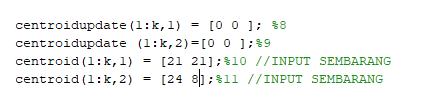 centroidupdate(1:k,1) = [0 0 ]; %8
centroidupdate (1:k,2)=[0 0 ];%9
centroid(1:k,1) = [21 21];%10 //INPUT SEMBARANG
centroid(1:k,2) = [24 8];%11 //INPUT SEMBARANG